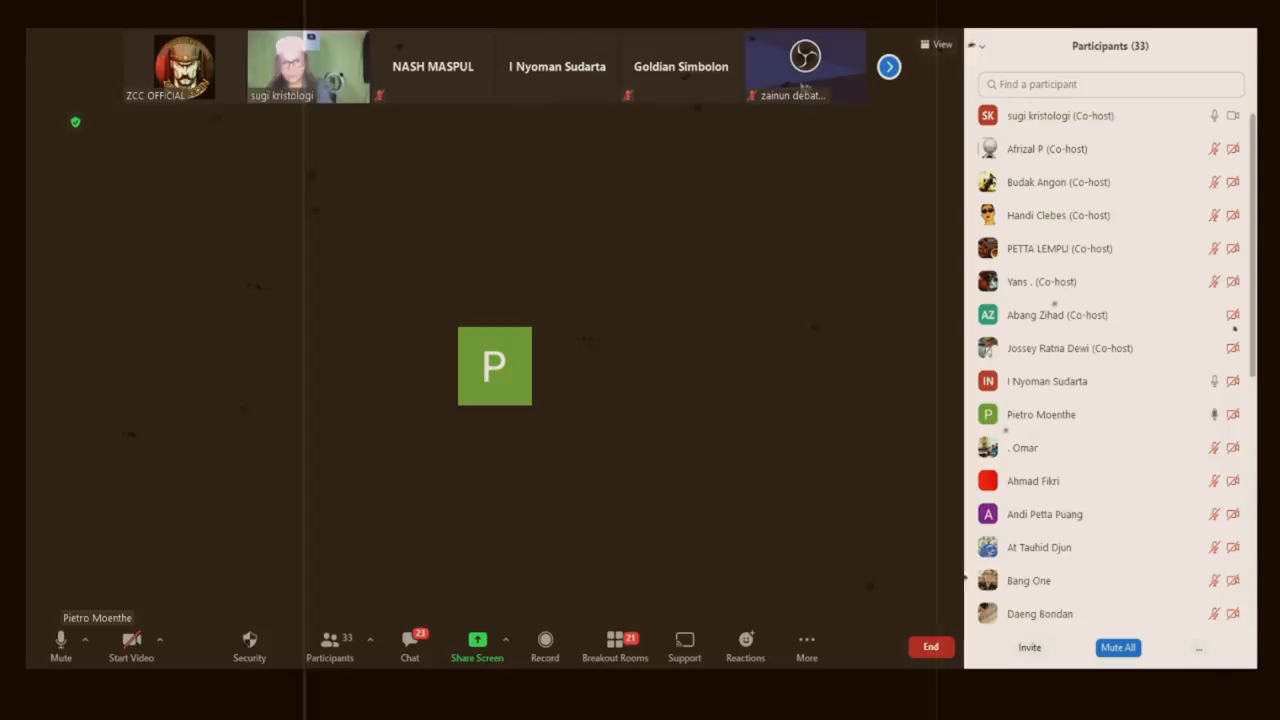 ZCC OFFICIAL
sugi kristologi
NASH MASPUL
I Nyoman Sudarta
Goldian Simbolon
zainun debat...
View
Participants (33)
Find a participant
SK sugi kristologi (Co-host)
Afrizal P (Co-host)
Budak Angon (Co-host)
Handi Clebes (Co-host)
PETTA LEMPU (Co-host)
Yans . (Co-host)
AZ Abang Zihad (Co-host)
Jossey Ratna Dewi (Co-host)
IN I Nyoman Sudarta
P Pietro Moenthe
. Omar
Ahmad Fikri
A Andi Petta Puang
At Tauhid Djun
Bang One
Daeng Bondan
Invite
Mute All
...
P
Pietro Moenthe
33
23
21
Mute
Start Video
Security
Participants
Chat
Share Screen
Record
Breakout Rooms
Support
Reactions
More
End